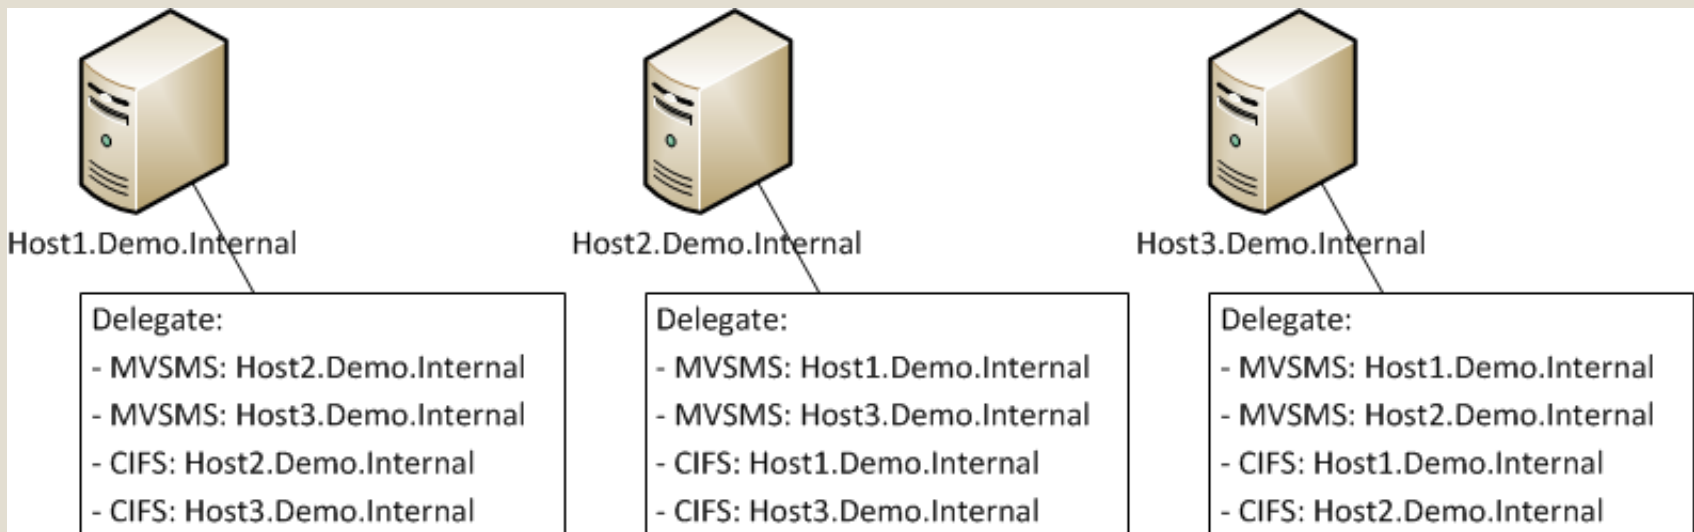 Host1.Demo.Internal
Host2.Demo.Internal
Host3.Demo.Internal
Delegate:
- MVSMS: Host2.Demo.Internal
- MVSMS: Host3.Demo.Internal
- CIFS: Host2.Demo.Internal
- CIFS: Host3.Demo.Internal
Delegate:
- MVSMS: Host1.Demo.Internal
- MVSMS: Host3.Demo.Internal
- CIFS: Host1.Demo.Internal
- CIFS: Host3.Demo.Internal
Delegate:
- MVSMS: Host1.Demo.Internal
- MVSMS: Host2.Demo.Internal
- CIFS: Host1.Demo.Internal
- CIFS: Host2.Demo.Internal